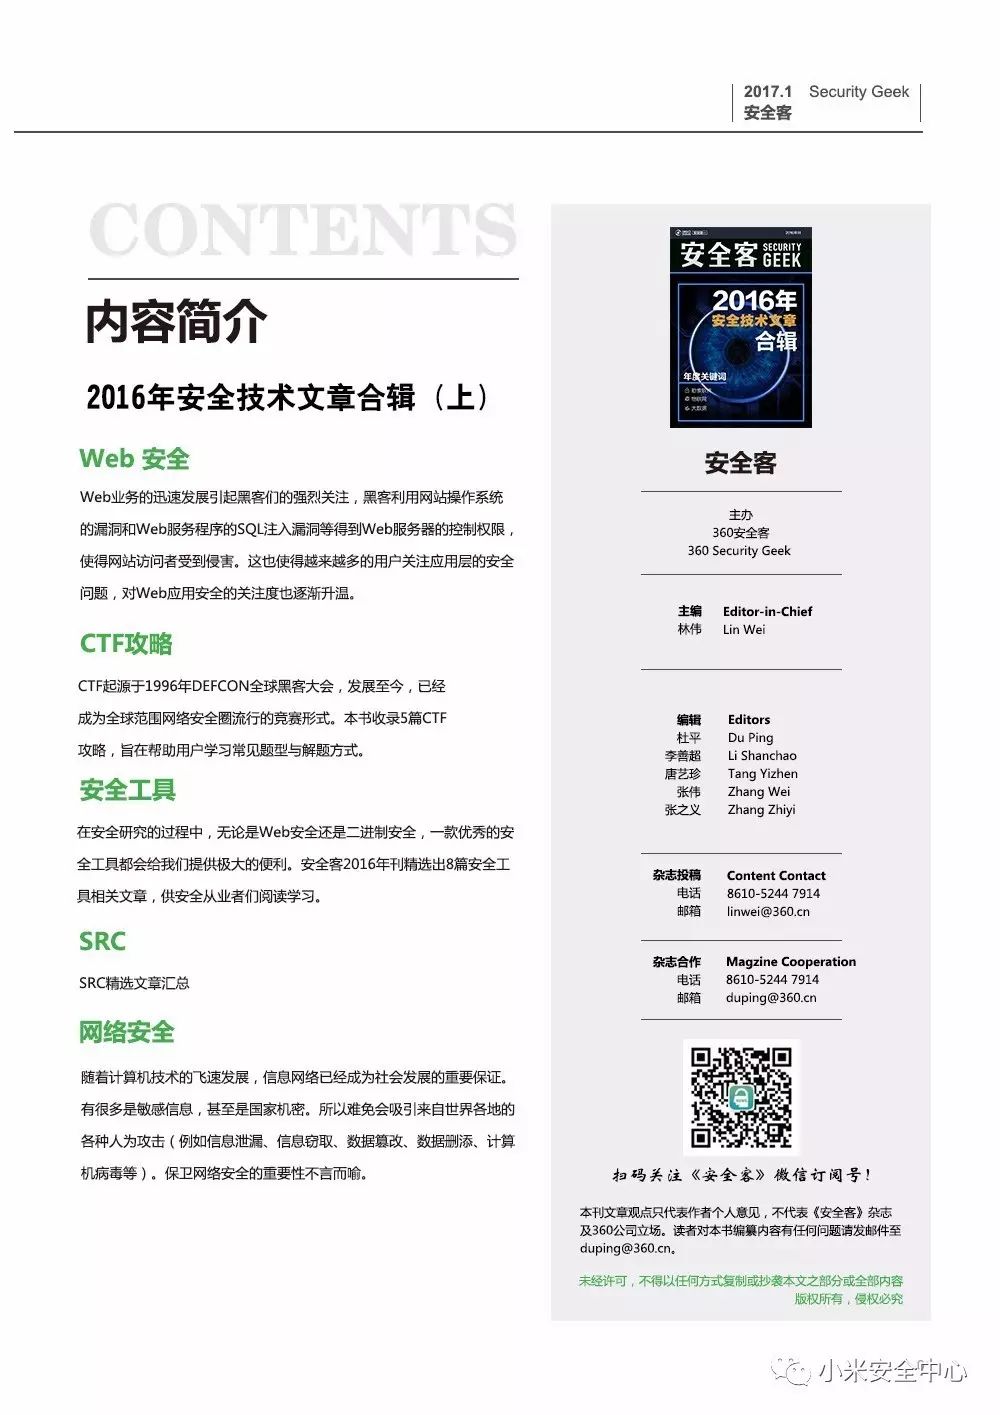 2017.1 Security Geek
安全客
CONTENTS
内容简介
2016年安全技术文章合辑（上）
Web 安全
Web业务的迅速发展引起黑客们的强烈关注，黑客利用网站操作系统
的漏洞和Web服务程序的SQL注入漏洞等得到Web服务器的控制权限，
使得网站访问者受到侵害。这也使得越来越多的用户关注应用层的安全
问题，对Web应用安全的关注度也逐渐升温。
CTF攻略
CTF起源于1996年DEFCON全球黑客大会，发展至今，已经
成为全球范围网络安全圈流行的竞赛形式。本书收录5篇CTF
攻略，旨在帮助用户学习常见题型与解题方式。
安全工具
在安全研究的过程中，无论是Web安全还是二进制安全，一款优秀的安
全工具都会给我们提供极大的便利。安全客2016年刊精选出8篇安全工
具相关文章，供安全从业者们阅读学习。
SRC
SRC精选文章汇总
网络安全
随着计算机技术的飞速发展，信息网络已经成为社会发展的重要保证。
有很多是敏感信息，甚至是国家机密。所以难免会吸引来自世界各地的
各种人为攻击（例如信息泄漏、信息窃取、数据篡改、数据删添、计算
机病毒等）。保卫网络安全的重要性不言而喻。
安全客 SECURITY
GEEK
2016年
安全技术文章
合辑
年度关键词
物联网
大数据
安全客
主办
360安全客
360 Security Geek
主编 Editor-in-Chief
林伟 Lin Wei
编辑 Editors
杜平 Du Ping
李善超 Li Shanchao
唐艺珍 Tang Yizhen
张伟 Zhang Wei
张之义 Zhang Zhiyi
杂志投稿 Content Contact
电话 8610-5244 7914
邮箱 linwei@360.cn
杂志合作 Magzine Cooperation
电话 8610-5244 7914
邮箱 duping@360.cn
扫码关注《安全客》微信订阅号！
本刊文章观点只代表作者个人意见，不代表《安全客》杂志
及360公司立场。读者对本书编纂内容有任何问题请发邮件至
duping@360.cn。
未经许可，不得以任何方式复制或抄袭本文之部分或全部内容
版权所有，侵权必究
小米安全中心